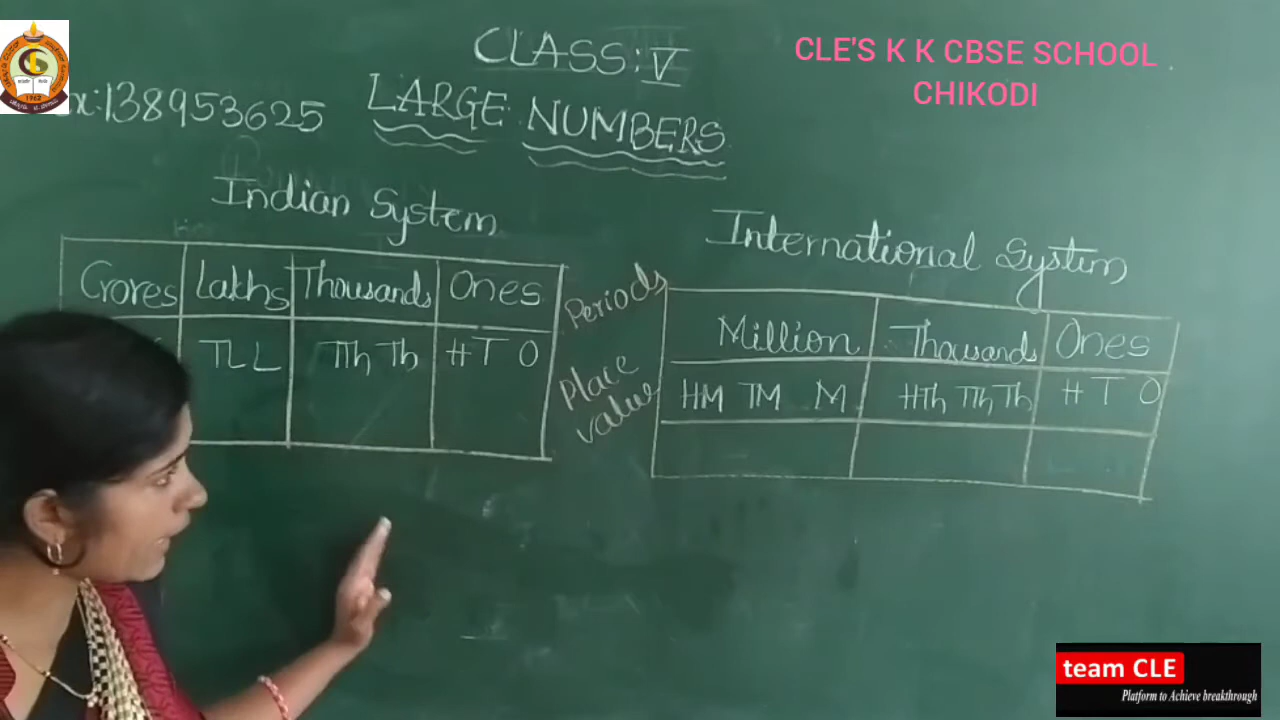 CLASS: V
CLE'S K K CBSE SCHOOL
CHIKODI
138953625
LARGE NUMBERS
Indian System
Crores Lakhs Thousands Ones
TL L TTh Th H T O
Periods
Place
value
International System
Million Thousands Ones
HM TM M HTh TTh Th H T O
1962
team CLE
Platform to Achieve breakthrough